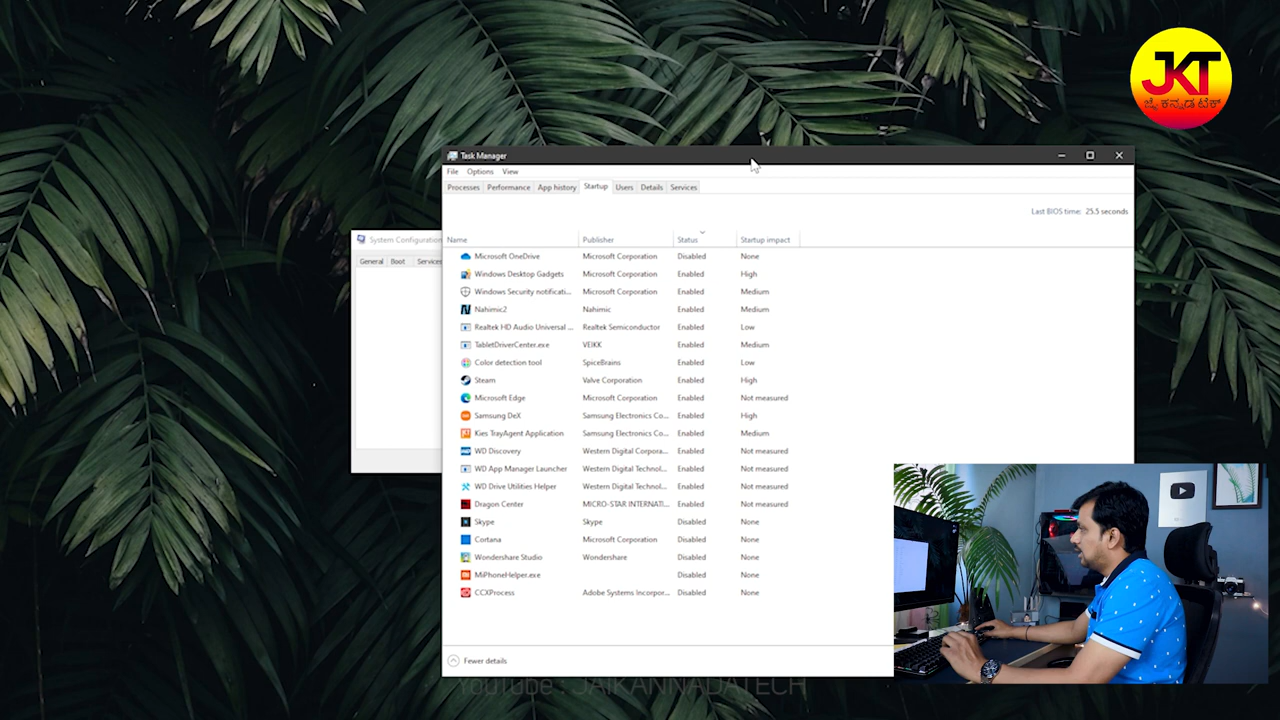 JKT
ಜೈ ಕನ್ನಡ ಟೆಕ್
Task Manager
File Options View
Processes Performance App history Startup Users Details Services
Last BIOS time: 25.5 seconds
System Configuration
General Boot Services
Name Publisher Status Startup impact
Microsoft OneDrive Microsoft Corporation Disabled None
Windows Desktop Gadgets Microsoft Corporation Enabled High
Windows Security notificati... Microsoft Corporation Enabled Medium
Nahimic2 Nahimic Enabled Medium
Realtek HD Audio Universal ... Realtek Semiconductor Enabled Low
TabletDriverCenter.exe VEIKK Enabled Medium
Color detection tool SpiceBrains Enabled Low
Steam Valve Corporation Enabled High
Microsoft Edge Microsoft Corporation Enabled Not measured
Samsung DeX Samsung Electronics Co... Enabled High
Kies TrayAgent Application Samsung Electronics Co... Enabled Medium
WD Discovery Western Digital Corpora... Enabled Not measured
WD App Manager Launcher Western Digital Technol... Enabled Not measured
WD Drive Utilities Helper Western Digital Technol... Enabled Not measured
Dragon Center MICRO-STAR INTERNATI... Enabled Not measured
Skype Skype Disabled None
Cortana Microsoft Corporation Disabled None
Wondershare Studio Wondershare Disabled None
MiPhoneHelper.exe Disabled None
CCXProcess Adobe Systems Incorpor... Disabled None
Fewer details
YouTube : JAIKANNADATECH